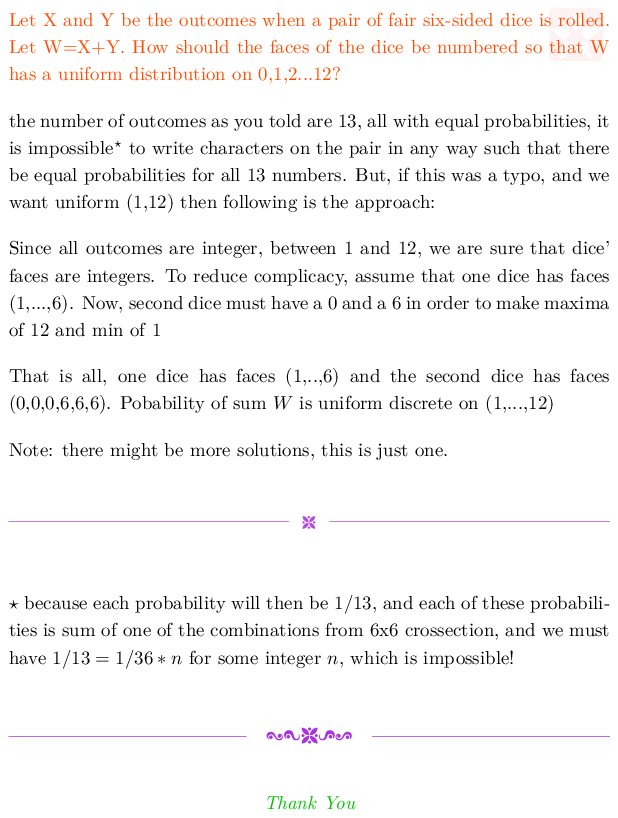 Let X and Y be the outcomes when a pair of fair six-sided dice is rolled.
Let W=X+Y. How should the faces of the dice be numbered so that W
has a uniform distribution on 0,1,2...12?
the number of outcomes as you told are 13, all with equal probabilities, it
is impossible⋆ to write characters on the pair in any way such that there
be equal probabilities for all 13 numbers. But, if this was a typo, and we
want uniform (1,12) then following is the approach:
Since all outcomes are integer, between 1 and 12, we are sure that dice'
faces are integers. To reduce complicacy, assume that one dice has faces
(1,...,6). Now, second dice must have a 0 and a 6 in order to make maxima
of 12 and min of 1
That is all, one dice has faces (1,..,6) and the second dice has faces
(0,0,0,6,6,6). Pobability of sum W is uniform discrete on (1,...,12)
Note: there might be more solutions, this is just one.
⋆ because each probability will then be 1/13, and each of these probabili-
ties is sum of one of the combinations from 6x6 crossection, and we must
have 1/13 = 1/36 ∗ n for some integer n, which is impossible!
Thank You